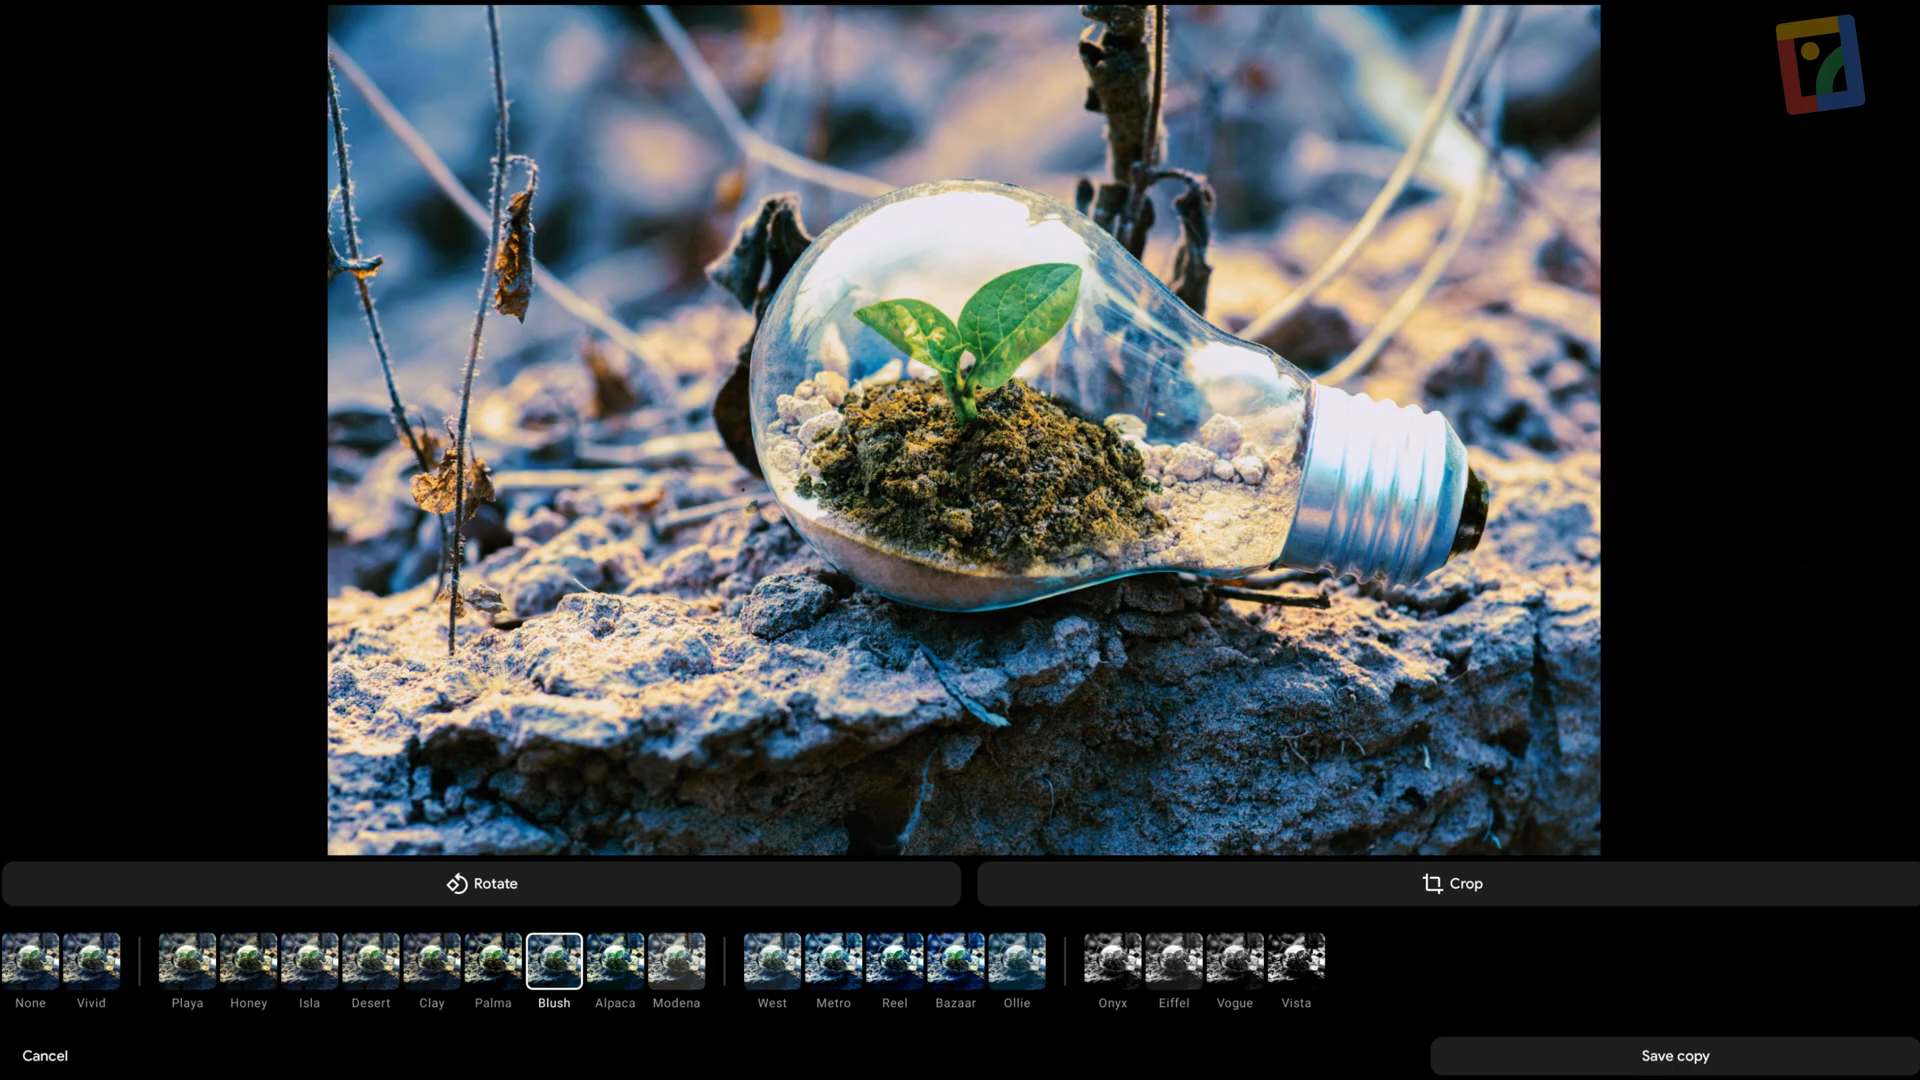 Rotate
Crop
None Vivid Playa Honey Isla Desert Clay Palma Blush Alpaca Modena West Metro Reel Bazaar Ollie Onyx Eiffel Vogue Vista
Cancel
Save copy